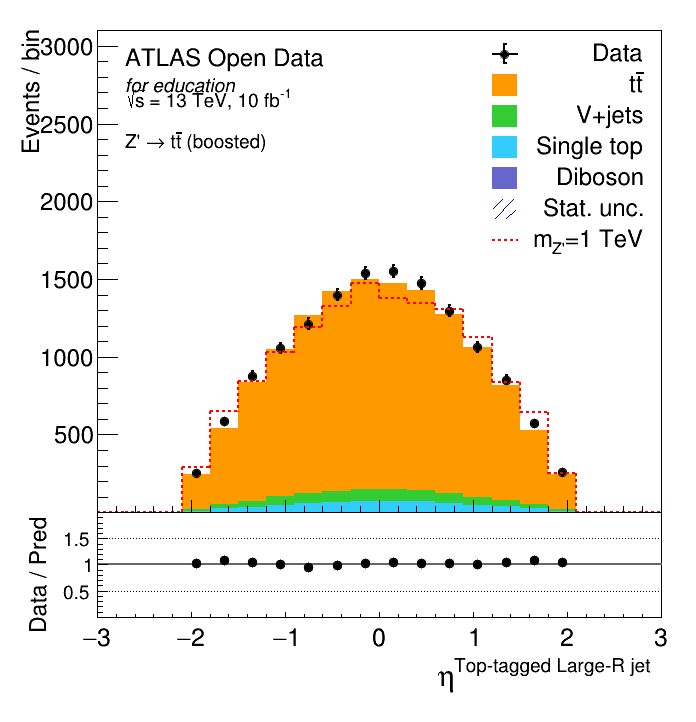 Events / bin
3000
2500
2000
1500
1000
500
ATLAS Open Data
for education
√s = 13 TeV, 10 fb⁻¹
Z' → tt̄ (boosted)
Data
tt̄
V+jets
Single top
Diboson
Stat. unc.
m_Z'=1 TeV
Data / Pred
1.5
1
0.5
−3 −2 −1 0 1 2 3
η^Top-tagged Large-R jet